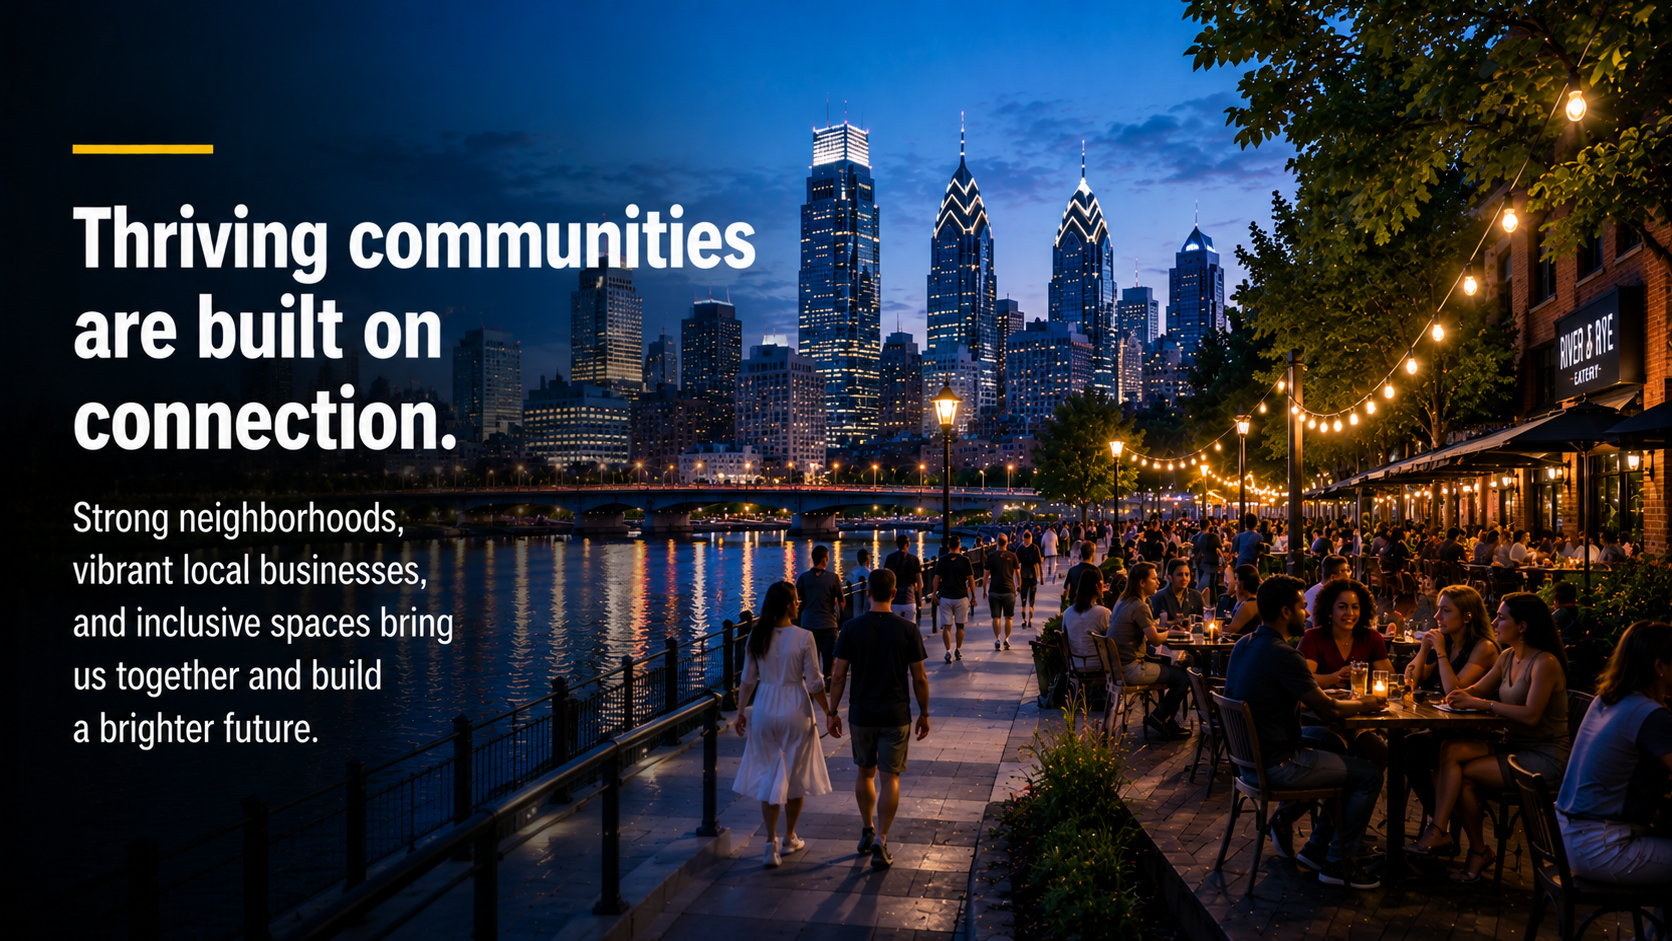 Thriving communities
are built on
connection.
Strong neighborhoods,
vibrant local businesses,
and inclusive spaces bring
us together and build
a brighter future.
RIVER & RYE
-EATERY-